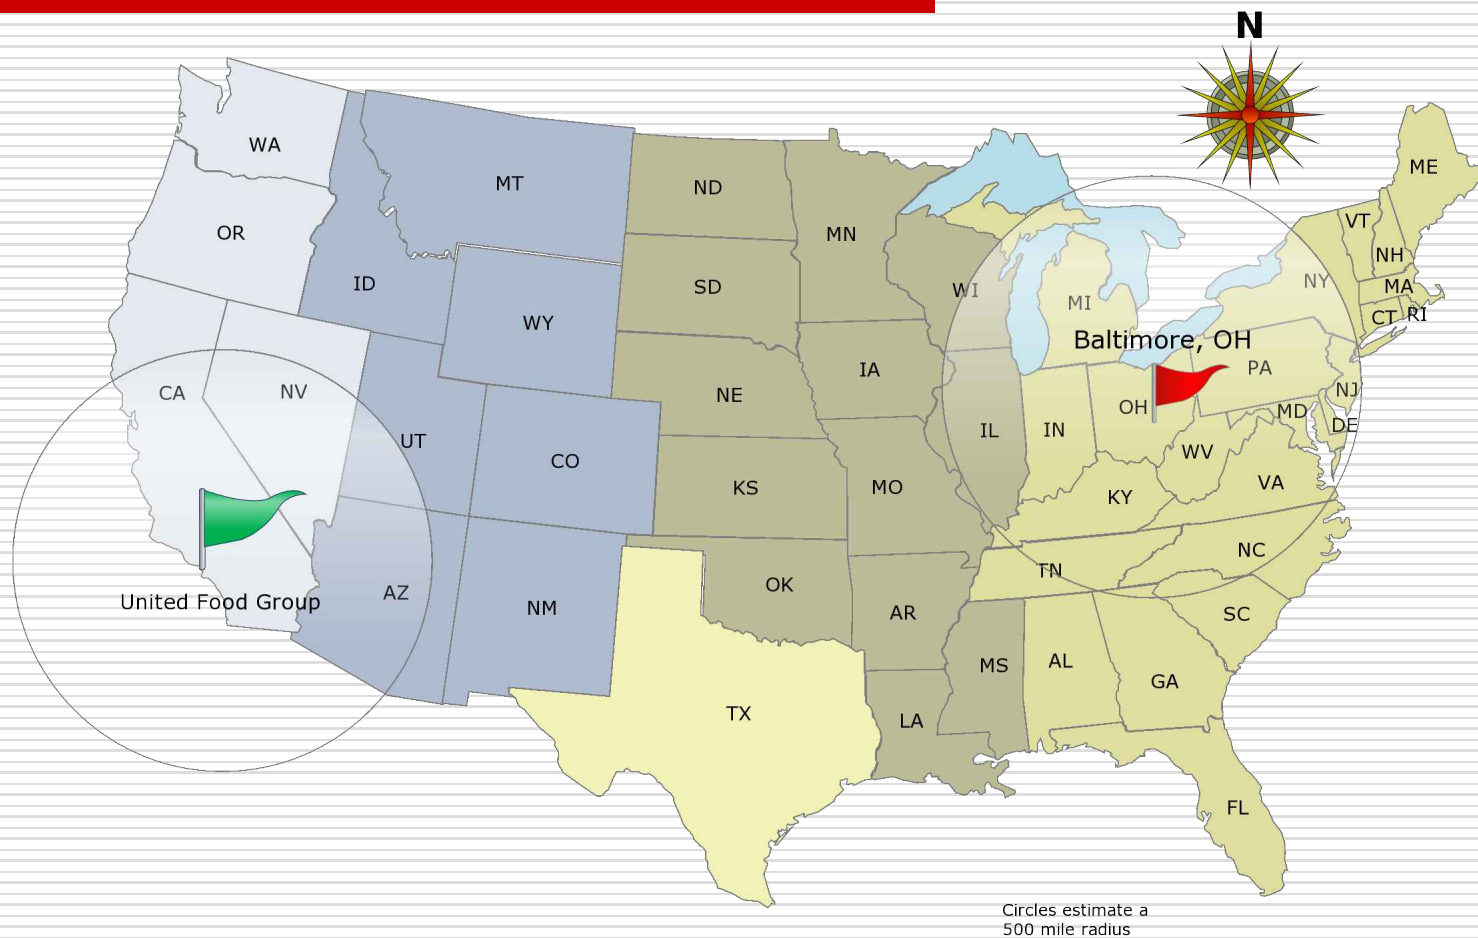 N
WA
MT
ND
MN
ME
VT
NH
OR
ID
SD
WI
MI
NY
MA
CT
RI
WY
Baltimore, OH
IA
PA
NJ
CA
NV
NE
OH
MD
DE
UT
IL
IN
WV
CO
KS
MO
KY
VA
NC
TN
United Food Group
AZ
NM
OK
AR
SC
MS
AL
GA
TX
LA
FL
Circles estimate a
500 mile radius